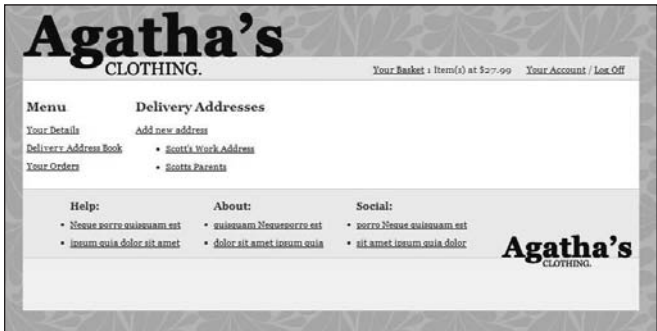 Agatha's
CLOTHING.
Your Basket 1 Item(s) at $27.99 Your Account / Log Off
Menu
Your Details
Delivery Address Book
Your Orders
Delivery Addresses
Add new address
• Scott's Work Address
• Scotts Parents
Help:
• Neque porro quisquam est
• ipsum quia dolor sit amet
About:
• quisquam Nequeporro est
• dolor sit amet ipsum quia
Social:
• porro Neque quisquam est
• sit amet ipsum quia dolor
Agatha's
CLOTHING.